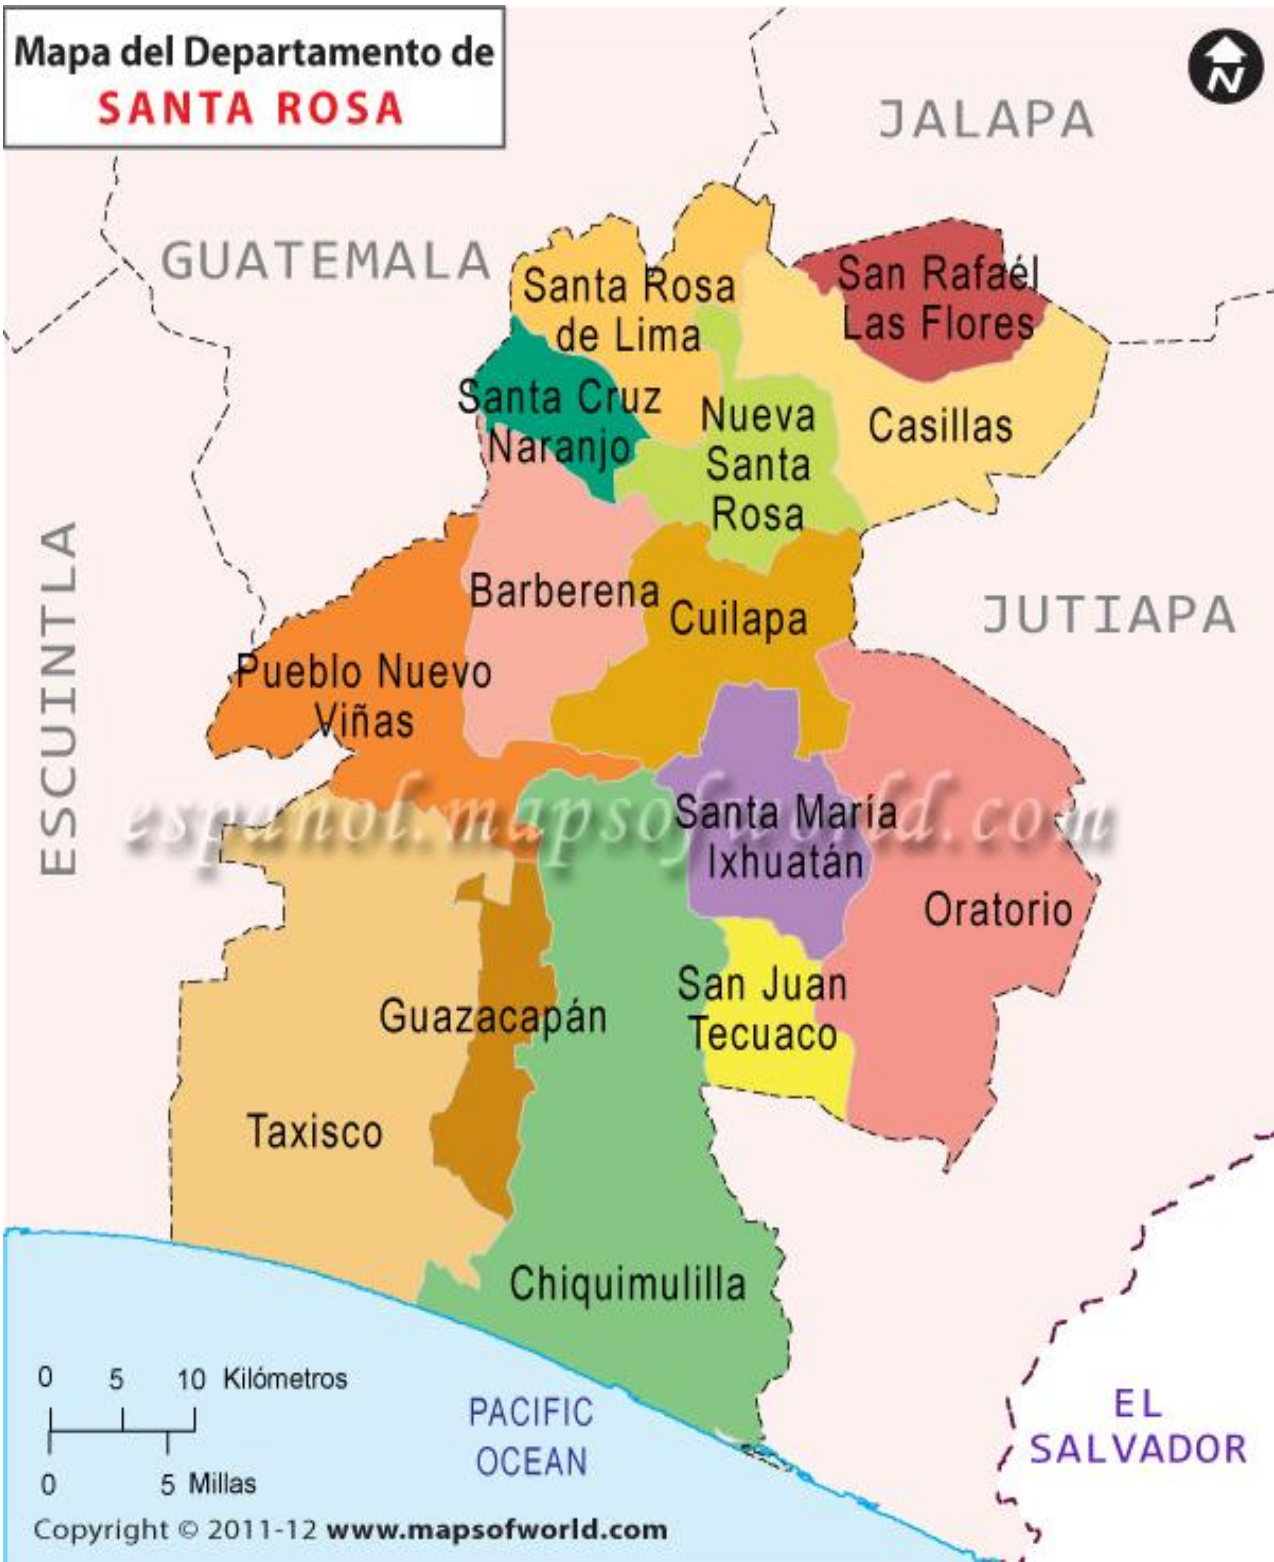 Mapa del Departamento de
SANTA ROSA
N
JALAPA
GUATEMALA
San Rafaél
Las Flores
Santa Rosa
de Lima
Santa Cruz
Naranjo
Nueva
Santa
Rosa
Casillas
ESCUINTLA
Barberena
Cuilapa
JUTIAPA
Pueblo Nuevo
Viñas
espanol.mapsofworld.com
Santa María
Ixhuatán
Oratorio
San Juan
Tecuaco
Guazacapán
Taxisco
Chiquimulilla
0 5 10 Kilómetros
0 5 Millas
PACIFIC
OCEAN
EL
SALVADOR
Copyright © 2011-12 www.mapsofworld.com